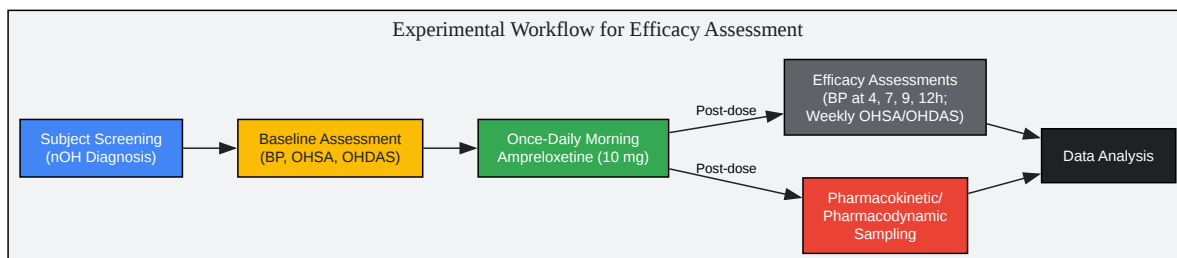 Experimental Workflow for Efficacy Assessment
Subject Screening
(nOH Diagnosis)
Baseline Assessment
(BP, OHSA, OHDAS)
Once-Daily Morning
Ampreloxetine (10 mg)
Post-dose
Post-dose
Efficacy Assessments
(BP at 4, 7, 9, 12h;
Weekly OHSA/OHDAS)
Pharmacokinetic/
Pharmacodynamic
Sampling
Data Analysis